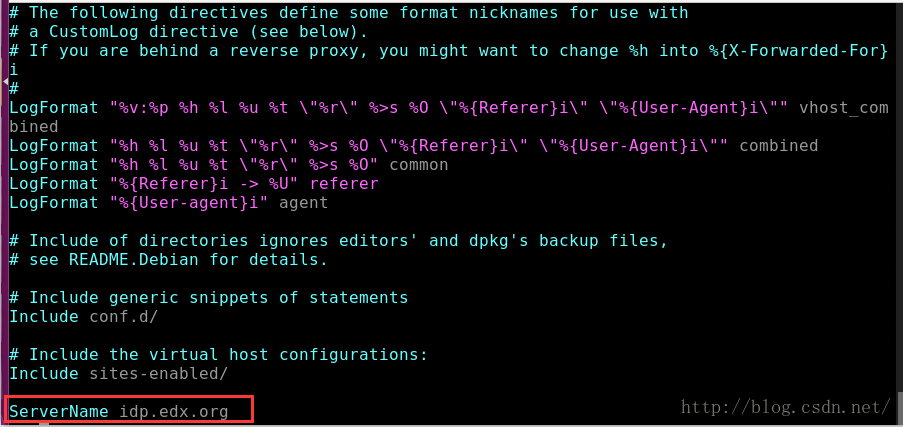 # The following directives define some format nicknames for use with
# a CustomLog directive (see below).
# If you are behind a reverse proxy, you might want to change %h into %{X-Forwarded-For}
i
#
LogFormat "%v:%p %h %l %u %t \"%r\" %>s %O \"%{Referer}i\" \"%{User-Agent}i\"" vhost_com
bined
LogFormat "%h %l %u %t \"%r\" %>s %O \"%{Referer}i\" \"%{User-Agent}i\"" combined
LogFormat "%h %l %u %t \"%r\" %>s %O" common
LogFormat "%{Referer}i -> %U" referer
LogFormat "%{User-agent}i" agent
# Include of directories ignores editors' and dpkg's backup files,
# see README.Debian for details.
# Include generic snippets of statements
Include conf.d/
# Include the virtual host configurations:
Include sites-enabled/
ServerName idp.edx.org
http://blog.csdn.net/